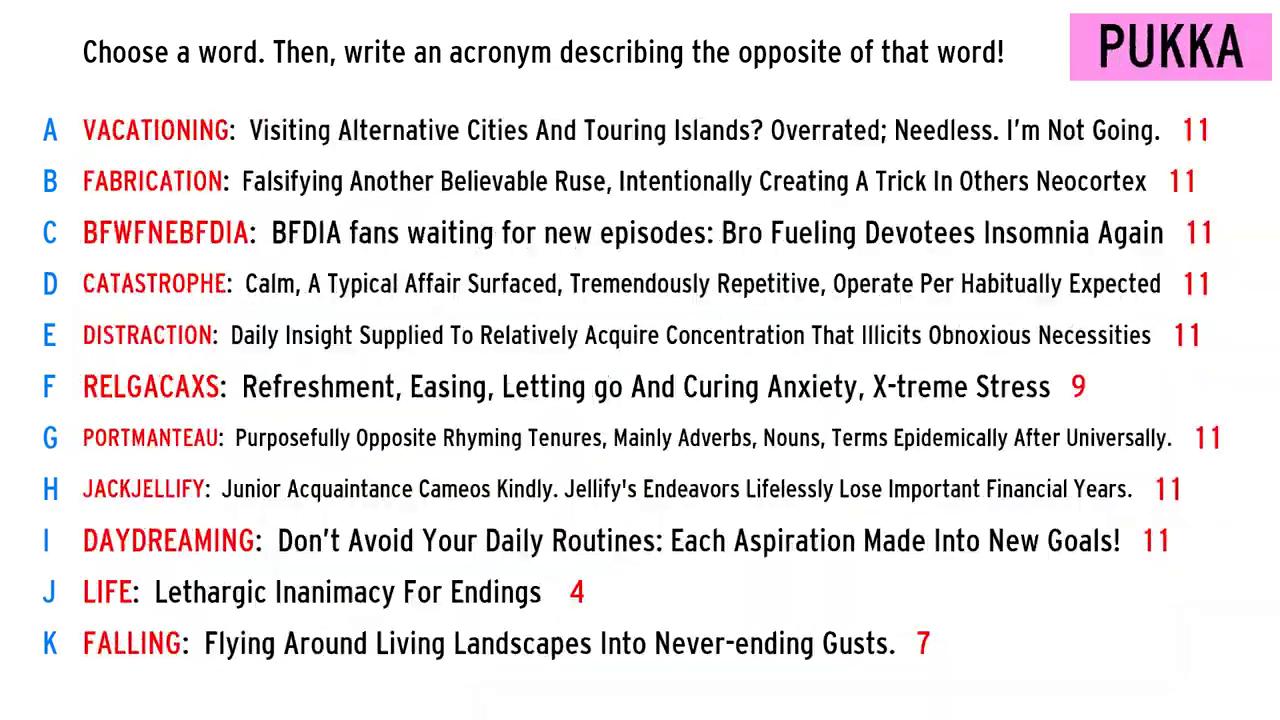 Choose a word. Then, write an acronym describing the opposite of that word!
PUKKA
A VACATIONING: Visiting Alternative Cities And Touring Islands? Overrated; Needless. I'm Not Going. 11
B FABRICATION: Falsifying Another Believable Ruse, Intentionally Creating A Trick In Others Neocortex 11
C BFWFNEBFDIA: BFDIA fans waiting for new episodes: Bro Fueling Devotees Insomnia Again 11
D CATASTROPHE: Calm, A Typical Affair Surfaced, Tremendously Repetitive, Operate Per Habitually Expected 11
E DISTRACTION: Daily Insight Supplied To Relatively Acquire Concentration That Illicits Obnoxious Necessities 11
F RELGACAXS: Refreshment, Easing, Letting go And Curing Anxiety, X-treme Stress 9
G PORTMANTEAU: Purposefully Opposite Rhyming Tenures, Mainly Adverbs, Nouns, Terms Epidemically After Universally. 11
H JACKJELLIFY: Junior Acquaintance Cameos Kindly. Jellify's Endeavors Lifelessly Lose Important Financial Years. 11
I DAYDREAMING: Don't Avoid Your Daily Routines: Each Aspiration Made Into New Goals! 11
J LIFE: Lethargic Inanimacy For Endings 4
K FALLING: Flying Around Living Landscapes Into Never-ending Gusts. 7